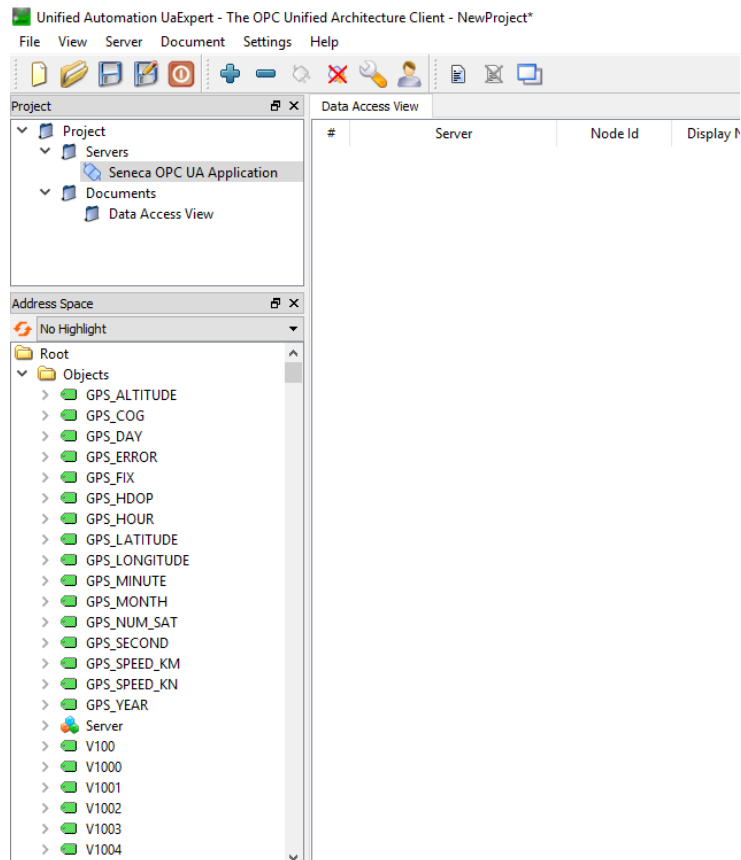 Unified Automation UaExpert - The OPC Unified Architecture Client - NewProject*
File View Server Document Settings Help
Project
Data Access View
Project
Servers
Seneca OPC UA Application
Documents
Data Access View
# Server Node Id Display N
Address Space
No Highlight
Root
Objects
GPS_ALTITUDE
GPS_COG
GPS_DAY
GPS_ERROR
GPS_FIX
GPS_HDOP
GPS_HOUR
GPS_LATITUDE
GPS_LONGITUDE
GPS_MINUTE
GPS_MONTH
GPS_NUM_SAT
GPS_SECOND
GPS_SPEED_KM
GPS_SPEED_KN
GPS_YEAR
Server
V100
V1000
V1001
V1002
V1003
V1004